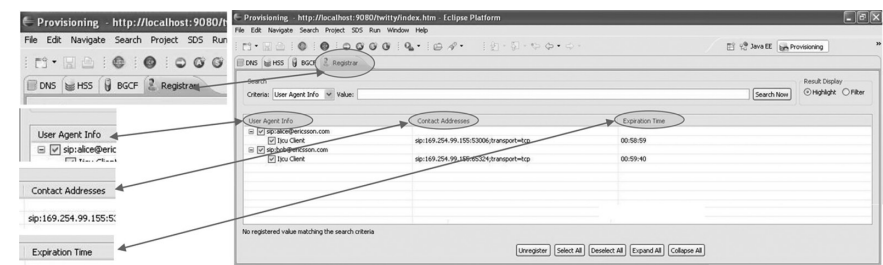 Provisioning - http://localhost:9080/t
File Edit Navigate Search Project SDS Run
DNS HSS BGCF Registrar
User Agent Info
sip:alice@eric
Ijcu Client
Contact Addresses
sip:169.254.99.155:53
Expiration Time
Provisioning - http://localhost:9080/twitty/index.htm - Eclipse Platform
File Edit Navigate Search Project SDS Run Window Help
Java EE Provisioning
DNS HSS BGCF Registrar
Search
Result Display
Criteria: User Agent Info Value: Search Now Highlight Filter
User Agent Info Contact Addresses Expiration Time
sip:alice@ericsson.com
Ijcu Client sip:169.254.99.155:53006;transport=tcp 00:58:59
sip:bob@ericsson.com
Ijcu Client sip:169.254.99.155:65324;transport=tcp 00:59:40
No registered value matching the search criteria
Unregister Select All Deselect All Expand All Collapse All